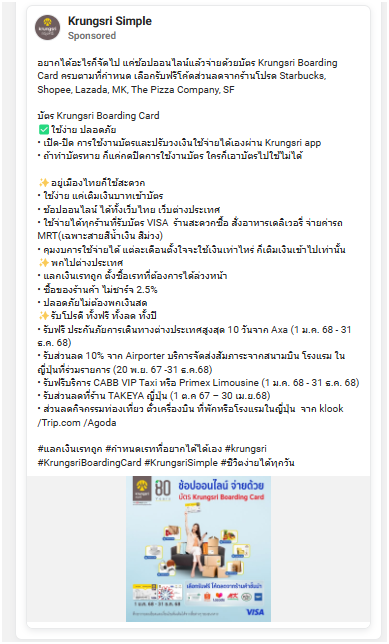 Krungsri Simple
Sponsored
อยากได้อะไรก็จัดไป แค่ช้อปออนไลน์แล้วจ่ายด้วยบัตร Krungsri Boarding
Card ครบตามที่กำหนด เลือกรับฟรีโค้ดส่วนลดจากร้านโปรด Starbucks,
Shopee, Lazada, MK, The Pizza Company, SF
บัตร Krungsri Boarding Card
✅ใช้ง่าย ปลอดภัย
• เปิด-ปิด การใช้งานบัตรและปรับวงเงินใช้จ่ายได้เองผ่าน Krungsri app
• ถ้าทำบัตรหาย ก็แค่กดปิดการใช้งานบัตร ใครก็เอาบัตรไปใช้ไม่ได้
✨อยู่เมืองไทยก็ใช้สะดวก
• ใช้ง่าย แค่เติมเงินบาทเข้าบัตร
• ช้อปออนไลน์ ได้ทั้งเว็บไทย เว็บต่างประเทศ
• ใช้จ่ายได้ทุกร้านที่รับบัตร VISA ร้านสะดวกซื้อ สั่งอาหารเดลิเวอรี่ จ่ายค่ารถ
MRT(เฉพาะสายสีน้ำเงิน สีม่วง)
• คุมงบการใช้จ่ายได้ แต่ละเดือนตั้งใจจะใช้เงินเท่าไหร่ ก็เติมเงินเข้าไปเท่านั้น
✨พกไปต่างประเทศ
• แลกเงินเรทถูก ตั้งซื้อเรทที่ต้องการได้ล่วงหน้า
• ซื้อของร้านค้า ไม่ชาร์จ 2.5%
• ปลอดภัยไม่ต้องพกเงินสด
✨รับโปรดี ทั้งฟรี ทั้งลด ทั้งปี
• รับฟรี ประกันภัยการเดินทางต่างประเทศสูงสุด 10 วันจาก Axa (1 ม.ค. 68 - 31
ธ.ค. 68)
• รับส่วนลด 10% จาก Airporter บริการจัดส่งสัมภาระจากสนามบิน โรงแรม ใน
ญี่ปุ่นที่ร่วมรายการ (20 พ.ย. 67 -31 ธ.ค.68)
• รับฟรีบริการ CABB VIP Taxi หรือ Primex Limousine (1 ม.ค. 68 - 31 ธ.ค. 68)
• รับส่วนลดที่ร้าน TAKEYA ญี่ปุ่น (1 ต.ค 67 – 30 เม.ย.68)
• ส่วนลดกิจกรรมท่องเที่ยว ตั๋วเครื่องบิน ที่พักหรือโรงแรมในญี่ปุ่น จาก klook
/Trip.com /Agoda
#แลกเงินเรทถูก #กำหนดเรทที่อยากได้ได้เอง #krungsri
#KrungsriBoardingCard #KrungsriSimple #ชีวิตง่ายได้ทุกวัน
krungsri
80
ช้อปออนไลน์ จ่ายด้วย
บัตร Krungsri Boarding Card
เลือกรับฟรี โค้ดลดจากร้านชั้นนำ
VISA